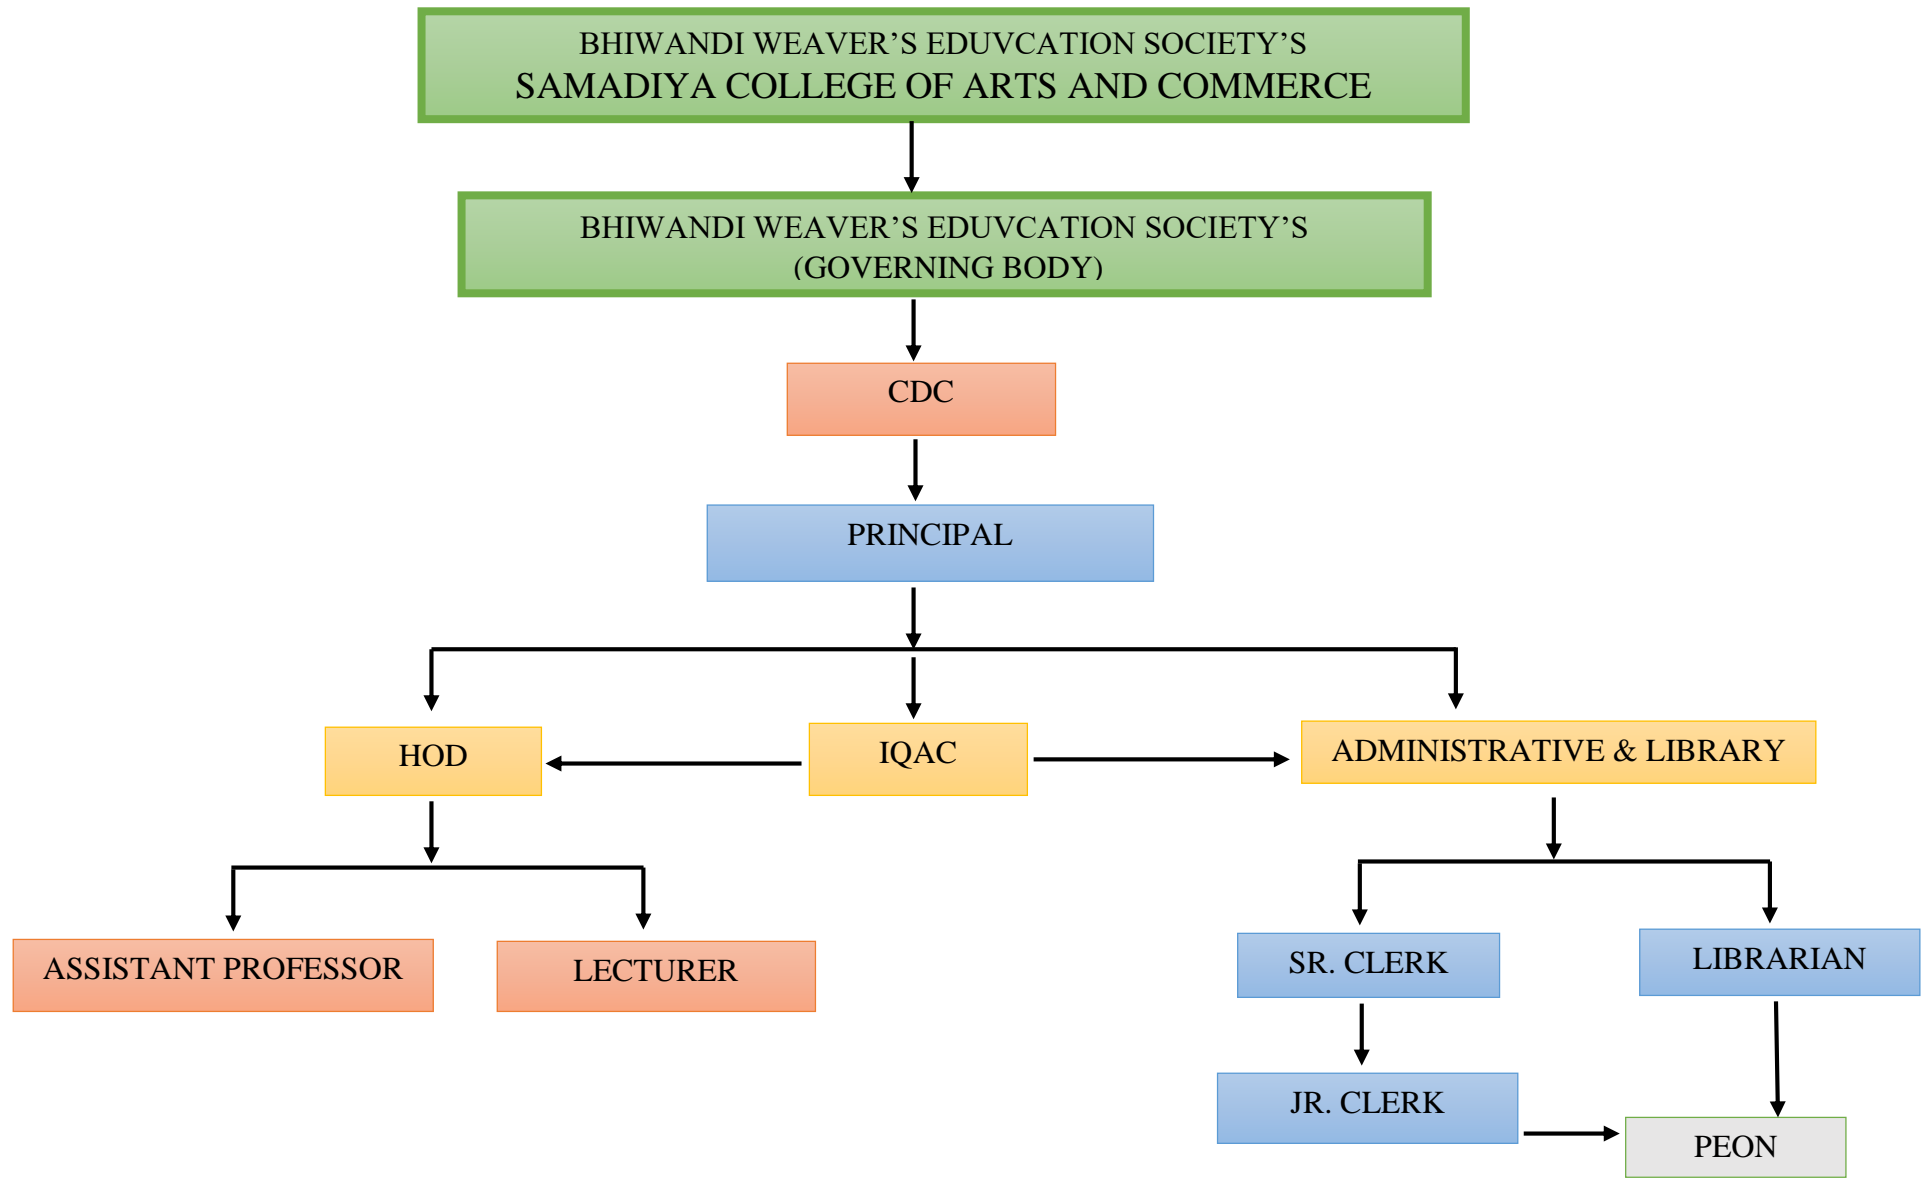 BHIWANDI WEAVER’S EDUVCATION SOCIETY’S
SAMADIYA COLLEGE OF ARTS AND COMMERCE
BHIWANDI WEAVER’S EDUVCATION SOCIETY’S
(GOVERNING BODY)
CDC
PRINCIPAL
HOD
IQAC
ADMINISTRATIVE & LIBRARY
ASSISTANT PROFESSOR
LECTURER
SR. CLERK
LIBRARIAN
JR. CLERK
PEON